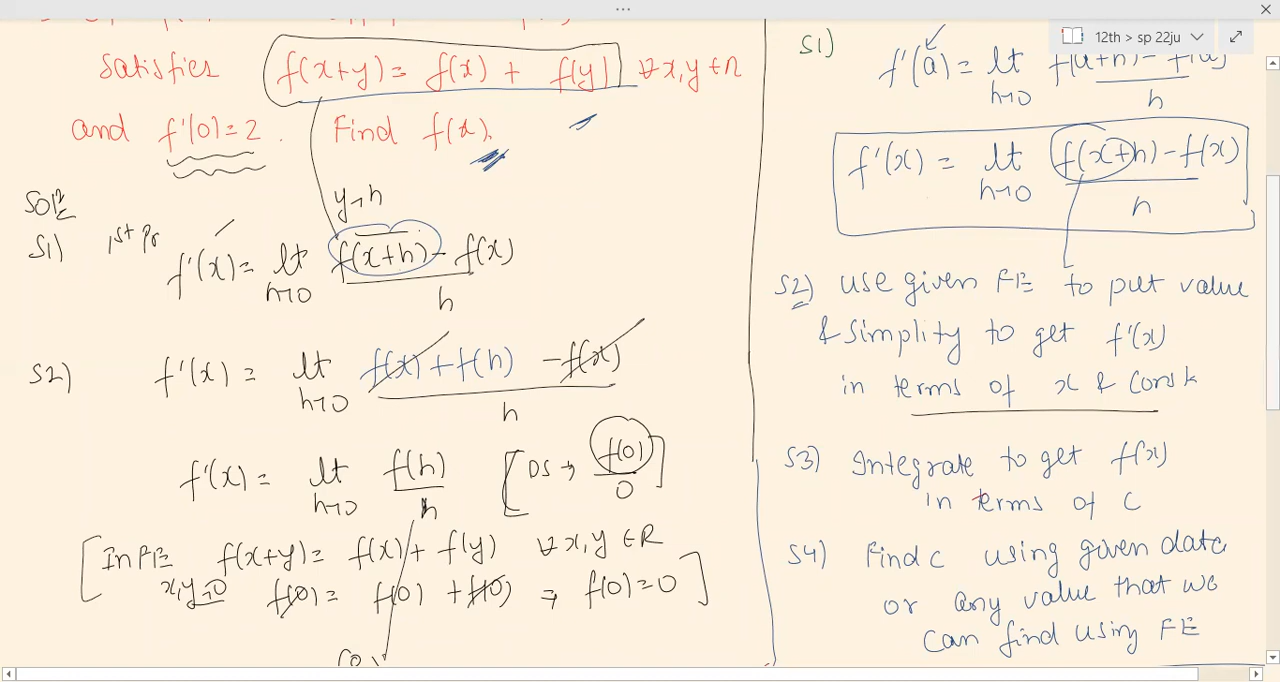 satisfies f(x+y) = f(x) + f(y) ∀ x,y ∈ R
and f'(0) = 2. Find f(x).
Sol?
S1) 1st Pr f'(x) = lt h→0 f(x+h) - f(x) / h
y→h
S2) f'(x) = lt h→0 f(x) + f(h) - f(x) / h
f'(x) = lt h→0 f(h) / h [DS → f(0) / 0]
[In FE f(x+y) = f(x) + f(y) ∀ x,y ∈ R
x,y→0 f(0) = f(0) + f(0) ⇒ f(0) = 0]
12th > sp 22ju
S1) f'(a) = lt h→0 f(a+h) - f(a) / h
f'(x) = lt h→0 f(x+h) - f(x) / h
S2) use given FE to put value
& simplity to get f'(x)
in terms of x & Const
S3) Integrate to get f(x)
in terms of C
S4) Find C using given data
or any value that we
can find using FE